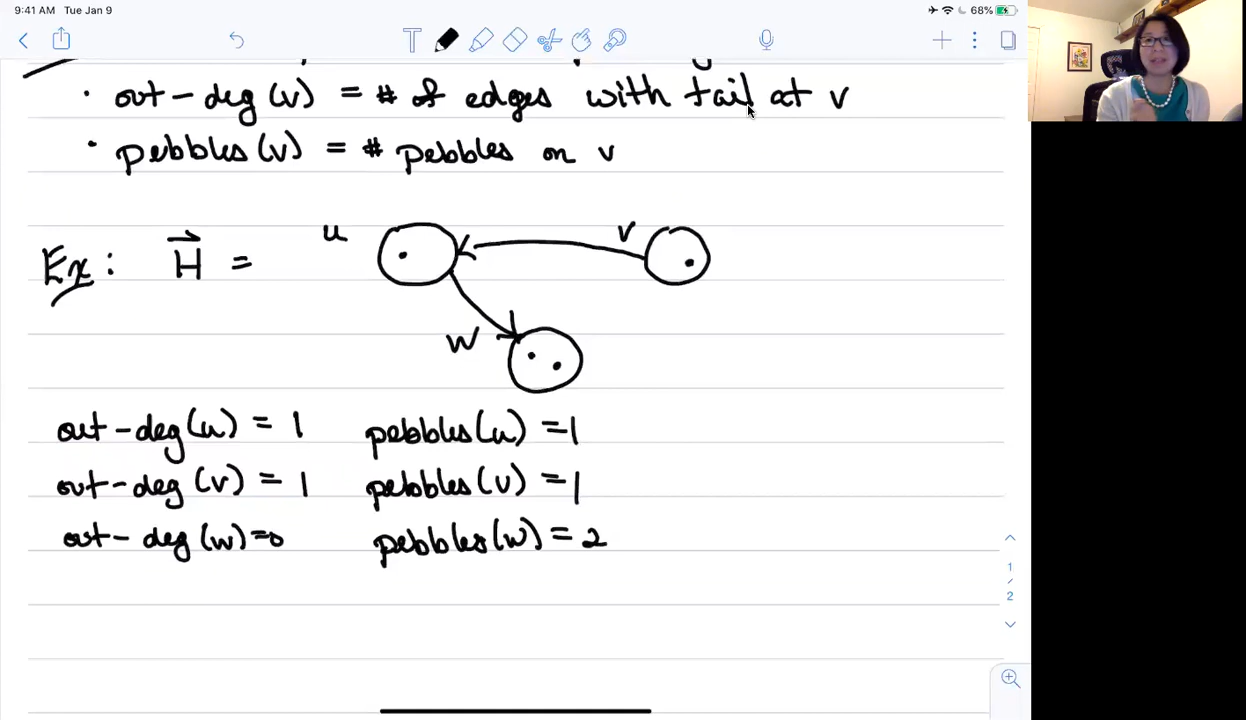 9:41 AM Tue Jan 9
68%
· out-deg(v) = # of edges with tail at v
· pebbles(v) = # pebbles on v
Ex: H⃗ =
u
v
w
out-deg(u) = 1 pebbles(u) = 1
out-deg(v) = 1 pebbles(v) = 1
out-deg(w) = 0 pebbles(w) = 2
1
/
2